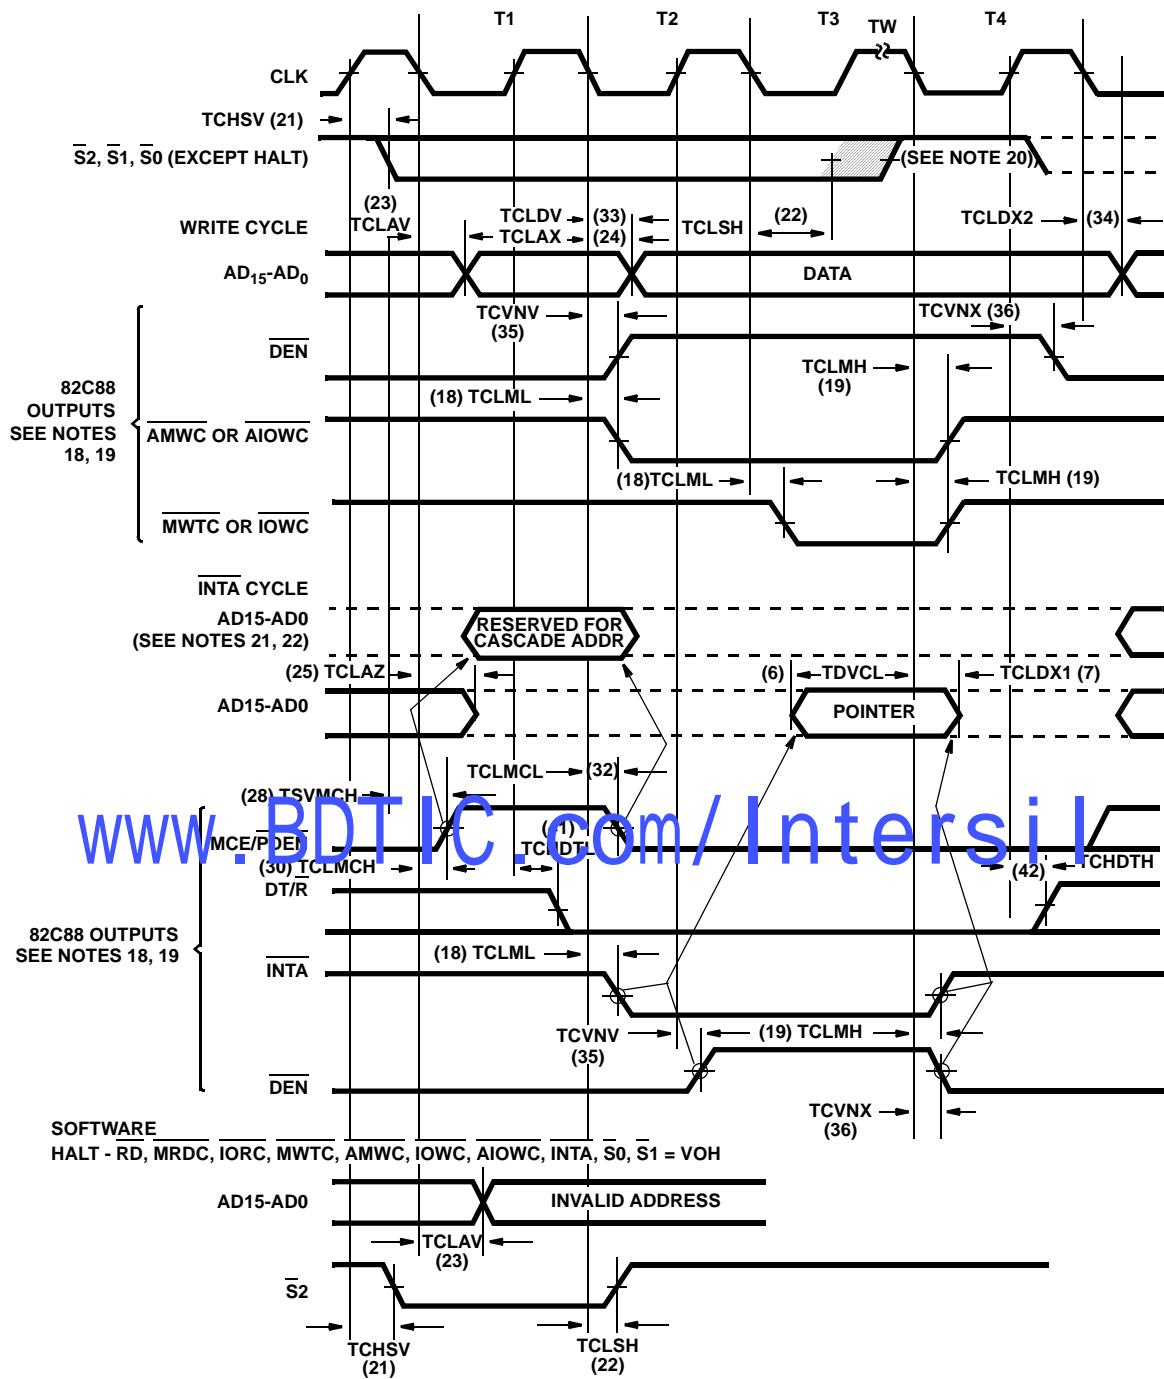 T1 T2 T3 TW T4
CLK
TCHSV (21)
S2, S1, S0 (EXCEPT HALT)
(SEE NOTE 20))
(23)
TCLAV
TCLDV (33)
TCLAX (24)
TCLSH (22)
TCLDX2 (34)
WRITE CYCLE
AD15-AD0
DATA
TCVNV
(35)
TCVNX (36)
DEN
TCLMH
(19)
82C88
OUTPUTS
SEE NOTES
18, 19
(18) TCLML
AMWC OR AIOWC
(18)TCLML
TCLMH (19)
MWTC OR IOWC
INTA CYCLE
AD15-AD0
(SEE NOTES 21, 22)
RESERVED FOR
CASCADE ADDR
(25) TCLAZ
(6) TDVCL
TCLDX1 (7)
AD15-AD0
POINTER
TCLMCL (32)
(28) TSVMCH
MCE/PDEN
(41)
TCHDTL
www.BDTIC.com/Intersil
(30) TCLMCH
(42) TCHDTH
DT/R
82C88 OUTPUTS
SEE NOTES 18, 19
(18) TCLML
INTA
TCVNV
(35)
(19) TCLMH
DEN
TCVNX
(36)
SOFTWARE
HALT - RD, MRDC, IORC, MWTC, AMWC, IOWC, AIOWC, INTA, S0, S1 = VOH
AD15-AD0
INVALID ADDRESS
TCLAV
(23)
S2
TCHSV
(21)
TCLSH
(22)